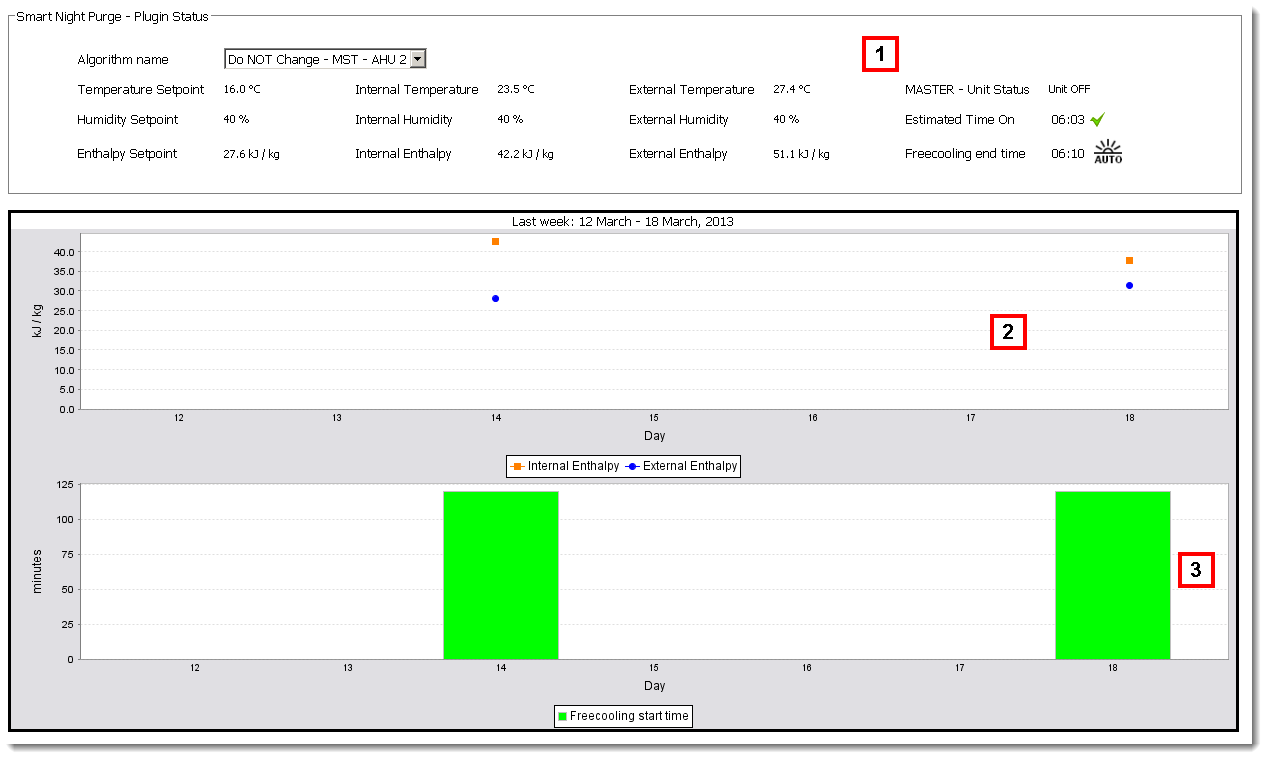 Smart Night Purge - Plugin Status
1
Algorithm name Do NOT Change - MST - AHU 2
Temperature Setpoint 16.0 °C Internal Temperature 23.5 °C External Temperature 27.4 °C MASTER - Unit Status Unit OFF
Humidity Setpoint 40 % Internal Humidity 40 % External Humidity 40 % Estimated Time On 06:03
Enthalpy Setpoint 27.6 kJ / kg Internal Enthalpy 42.2 kJ / kg External Enthalpy 51.1 kJ / kg Freecooling end time 06:10 AUTO
Last week: 12 March - 18 March, 2013
40.0
35.0
30.0
25.0
20.0
15.0
10.0
5.0
0.0
kJ / kg
2
12 13 14 15 16 17 18
Day
Internal Enthalpy External Enthalpy
125
100
75
50
25
0
minutes
3
12 13 14 15 16 17 18
Day
Freecooling start time